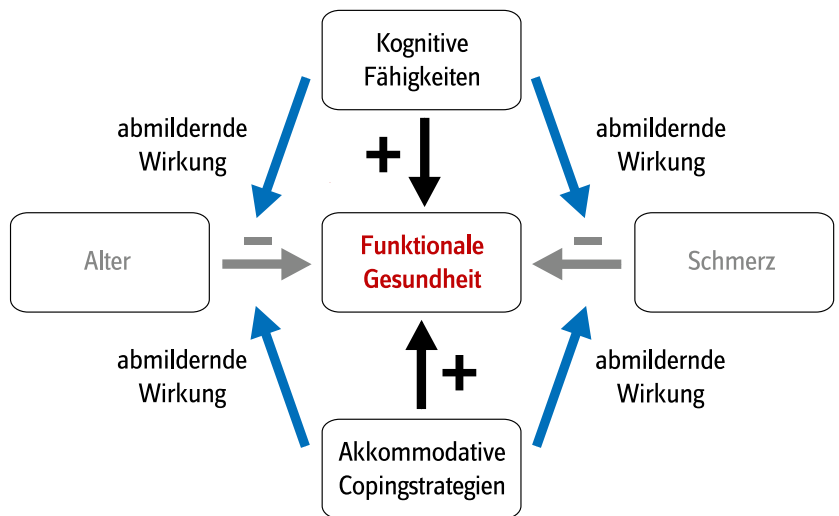 Kognitive
Fähigkeiten
abmildernde
Wirkung
+
abmildernde
Wirkung
Alter
–
Funktionale
Gesundheit
–
Schmerz
abmildernde
Wirkung
+
abmildernde
Wirkung
Akkommodative
Copingstrategien